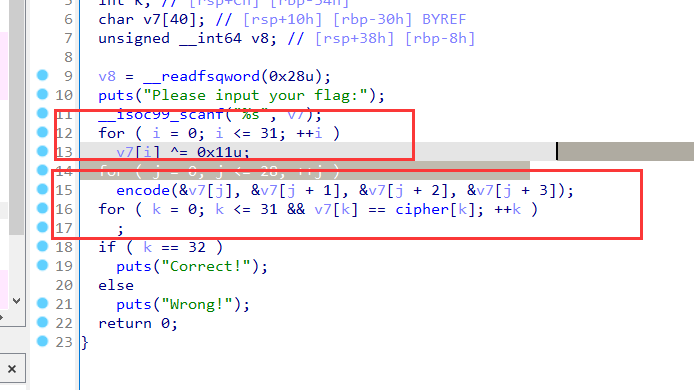 5 int k; // [rsp+Ch] [rbp-34h]
6 char v7[40]; // [rsp+10h] [rbp-30h] BYREF
7 unsigned __int64 v8; // [rsp+38h] [rbp-8h]
8
9 v8 = __readfsqword(0x28u);
10 puts("Please input your flag:");
11 __isoc99_scanf("%s", v7);
12 for ( i = 0; i <= 31; ++i )
13 v7[i] ^= 0x11u;
14 for ( j = 0; j <= 28; ++j )
15 encode(&v7[j], &v7[j + 1], &v7[j + 2], &v7[j + 3]);
16 for ( k = 0; k <= 31 && v7[k] == cipher[k]; ++k )
17 ;
18 if ( k == 32 )
19 puts("Correct!");
20 else
21 puts("Wrong!");
22 return 0;
23 }